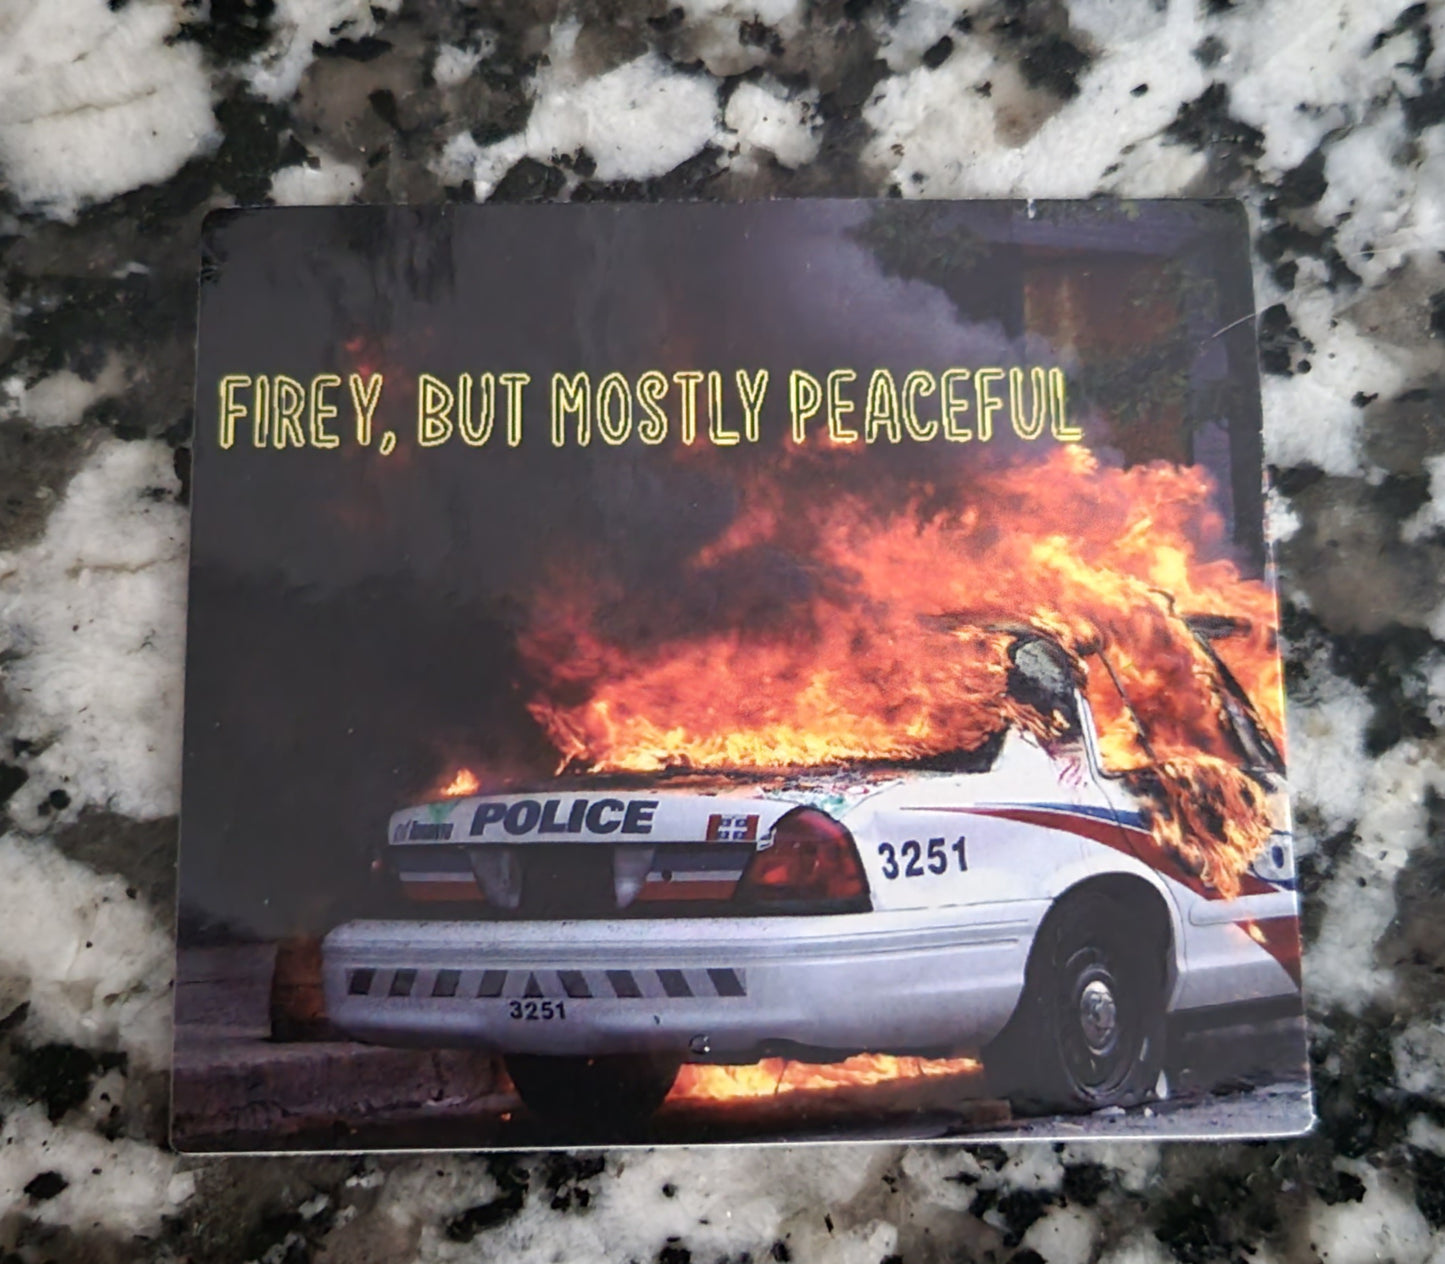 FIREY, BUT MOSTLY PEACEFUL
POLICE
3251
3251